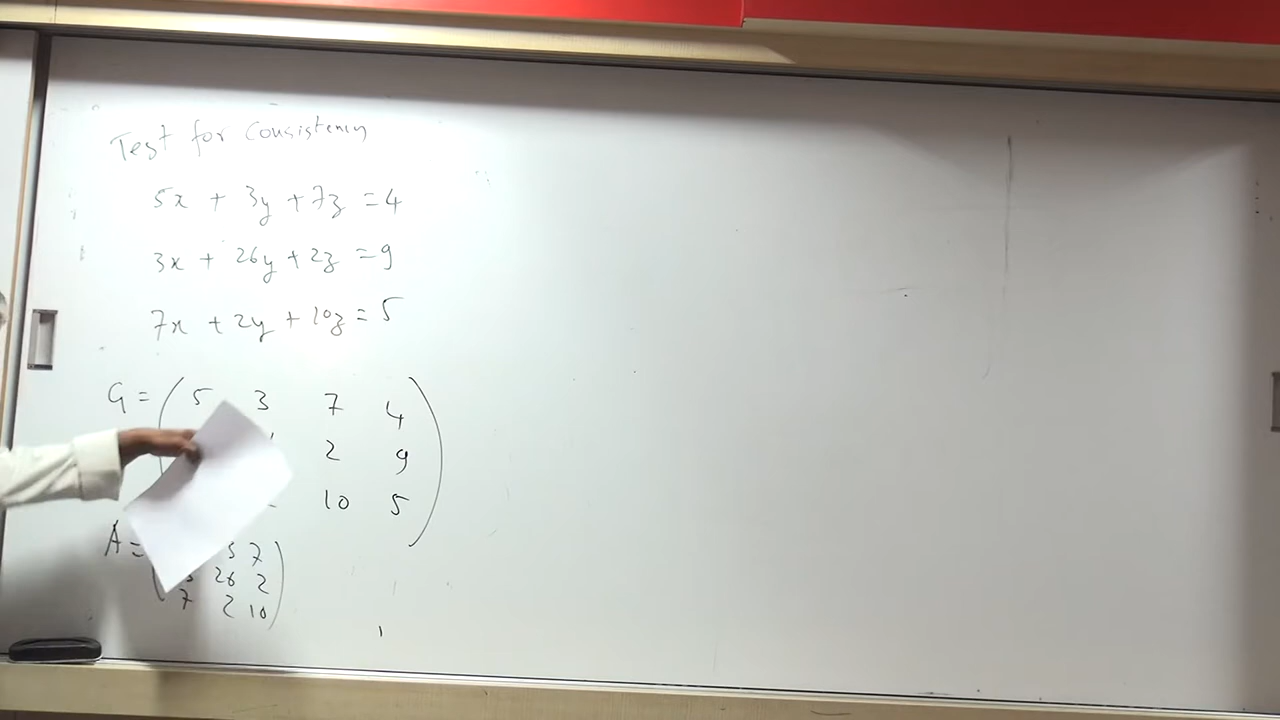 Test for Consistency
5x + 3y + 7z = 4
3x + 26y + 2z = 9
7x + 2y + 10z = 5
G = ( 5 3 7 4 )
2 9
10 5
A = 3 7
26 2
7 2 10